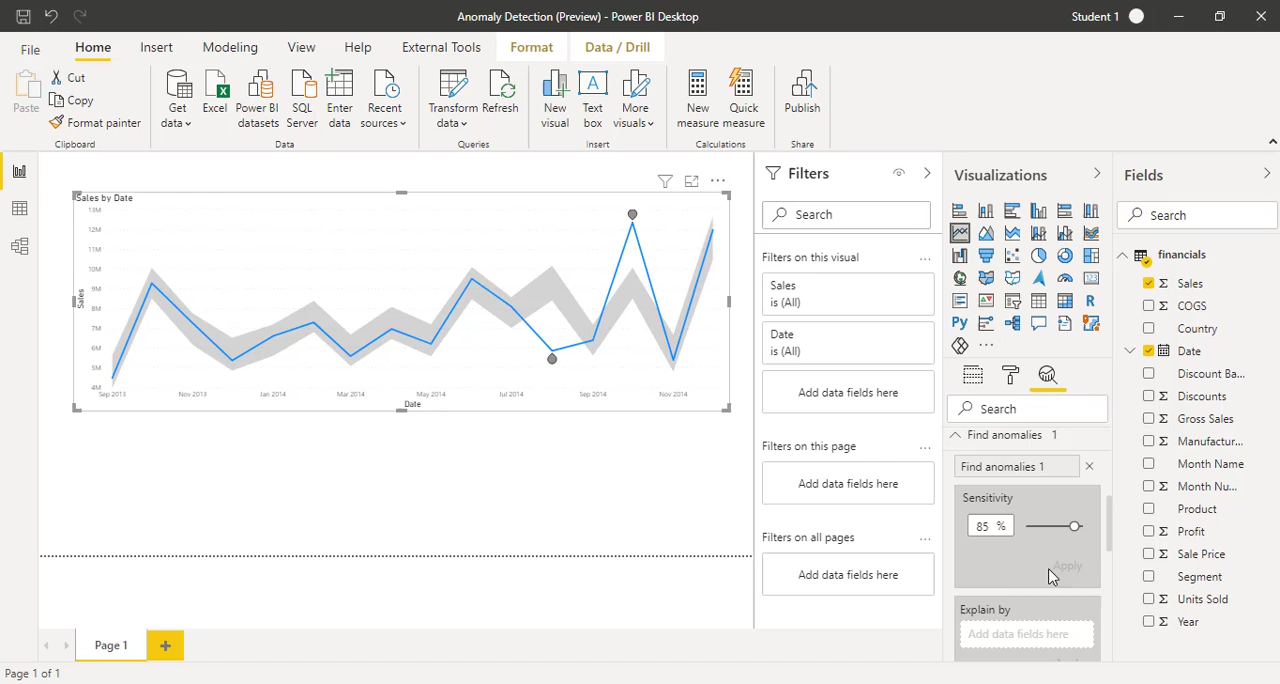 Anomaly Detection (Preview) - Power BI Desktop
Student 1
File
Home
Insert
Modeling
View
Help
External Tools
Format
Data / Drill
Paste
Cut
Copy
Format painter
Clipboard
Get
data
Excel
Power BI
datasets
SQL
Server
Enter
data
Recent
sources
Data
Transform
data
Refresh
Queries
New
visual
Text
box
More
visuals
Insert
New
measure
Quick
measure
Calculations
Publish
Share
Sales by Date
13M
12M
11M
10M
9M
8M
7M
6M
5M
4M
Sales
Sep 2013
Nov 2013
Jan 2014
Mar 2014
May 2014
Jul 2014
Sep 2014
Nov 2014
Date
Filters
Search
Filters on this visual
Sales
is (All)
Date
is (All)
Add data fields here
Filters on this page
Add data fields here
Filters on all pages
Add data fields here
Visualizations
R
Py
123
Search
Find anomalies 1
Find anomalies 1
Sensitivity
85 %
Apply
Explain by
Add data fields here
Fields
Search
financials
Σ Sales
Σ COGS
Country
Date
Discount Ba...
Σ Discounts
Σ Gross Sales
Σ Manufactur...
Month Name
Σ Month Nu...
Product
Σ Profit
Σ Sale Price
Segment
Σ Units Sold
Σ Year
Page 1
Page 1 of 1